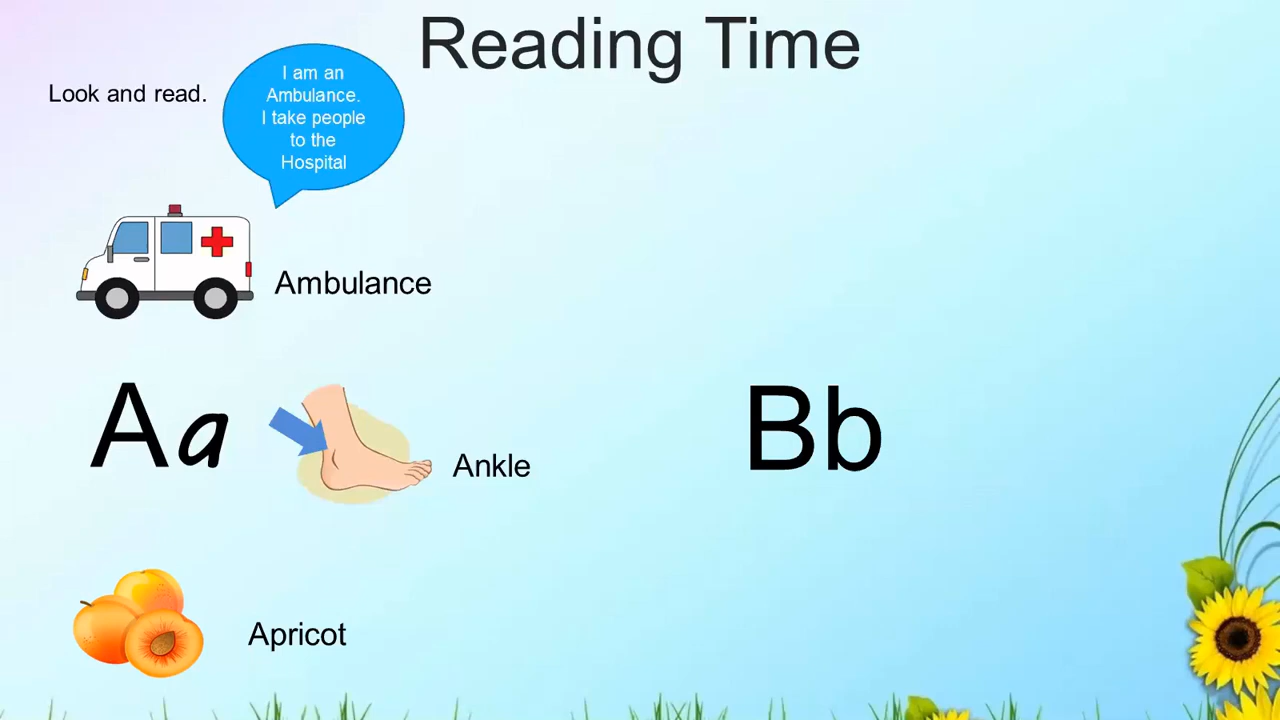 Reading Time
Look and read.
I am an
Ambulance.
I take people
to the
Hospital
Ambulance
Aa
Ankle
Bb
Apricot